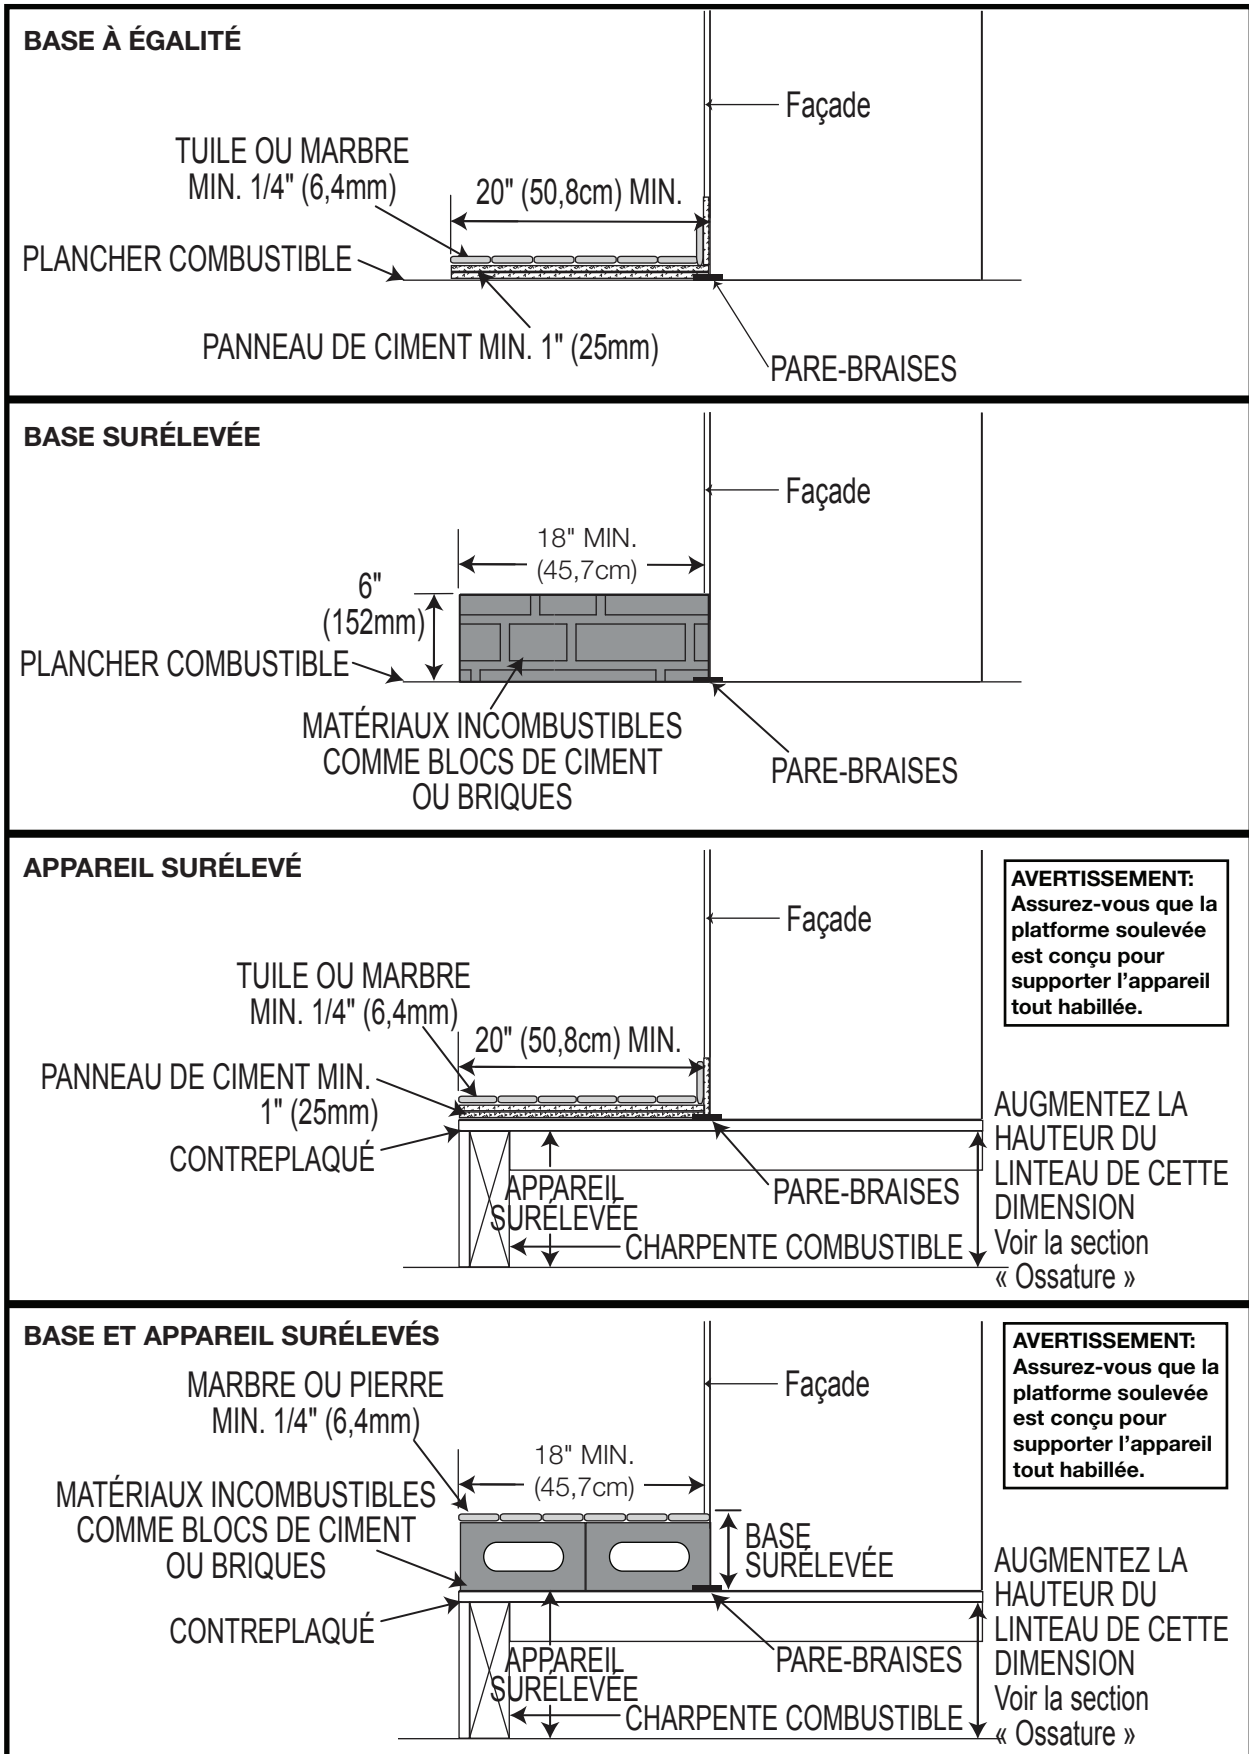 BASE À ÉGALITÉ
Façade
TUILE OU MARBRE
MIN. 1/4" (6,4mm)
20" (50,8cm) MIN.
PLANCHER COMBUSTIBLE
PANNEAU DE CIMENT MIN. 1" (25mm)
PARE-BRAISES
BASE SURÉLEVÉE
Façade
18" MIN.
(45,7cm)
6"
(152mm)
PLANCHER COMBUSTIBLE
MATÉRIAUX INCOMBUSTIBLES
COMME BLOCS DE CIMENT
OU BRIQUES
PARE-BRAISES
APPAREIL SURÉLEVÉ
AVERTISSEMENT:
Assurez-vous que la
platforme soulevée
est conçu pour
supporter l'appareil
tout habillée.
Façade
TUILE OU MARBRE
MIN. 1/4" (6,4mm)
20" (50,8cm) MIN.
PANNEAU DE CIMENT MIN.
1" (25mm)
CONTREPLAQUÉ
APPAREIL
SURÉLEVÉE
PARE-BRAISES
CHARPENTE COMBUSTIBLE
AUGMENTEZ LA
HAUTEUR DU
LINTEAU DE CETTE
DIMENSION
Voir la section
« Ossature »
BASE ET APPAREIL SURÉLEVÉS
AVERTISSEMENT:
Assurez-vous que la
platforme soulevée
est conçu pour
supporter l'appareil
tout habillée.
Façade
MARBRE OU PIERRE
MIN. 1/4" (6,4mm)
18" MIN.
(45,7cm)
MATÉRIAUX INCOMBUSTIBLES
COMME BLOCS DE CIMENT
OU BRIQUES
BASE
SURÉLEVÉE
CONTREPLAQUÉ
APPAREIL
SURÉLEVÉE
PARE-BRAISES
CHARPENTE COMBUSTIBLE
AUGMENTEZ LA
HAUTEUR DU
LINTEAU DE CETTE
DIMENSION
Voir la section
« Ossature »